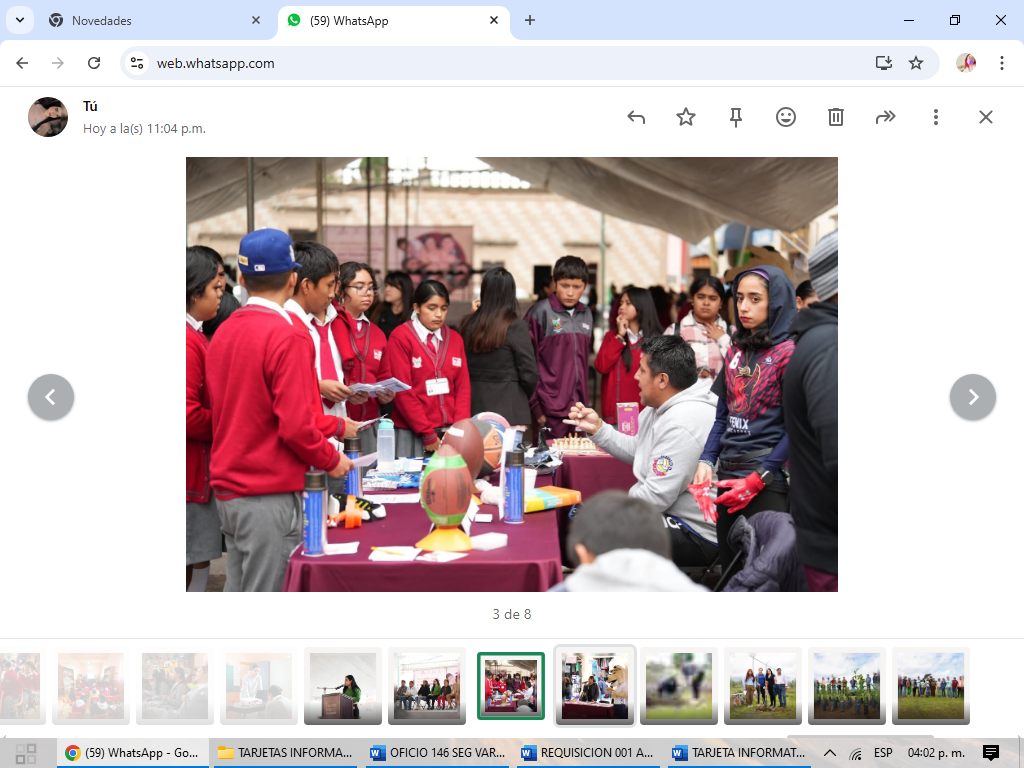 Novedades
(59) WhatsApp
web.whatsapp.com
Tú
Hoy a la(s) 11:04 p.m.
FENIX
3 de 8
(59) WhatsApp - Go...
TARJETAS INFORMA...
OFICIO 146 SEG VAR...
REQUISICION 001 A...
TARJETA INFORMAT...
ESP
04:02 p. m.